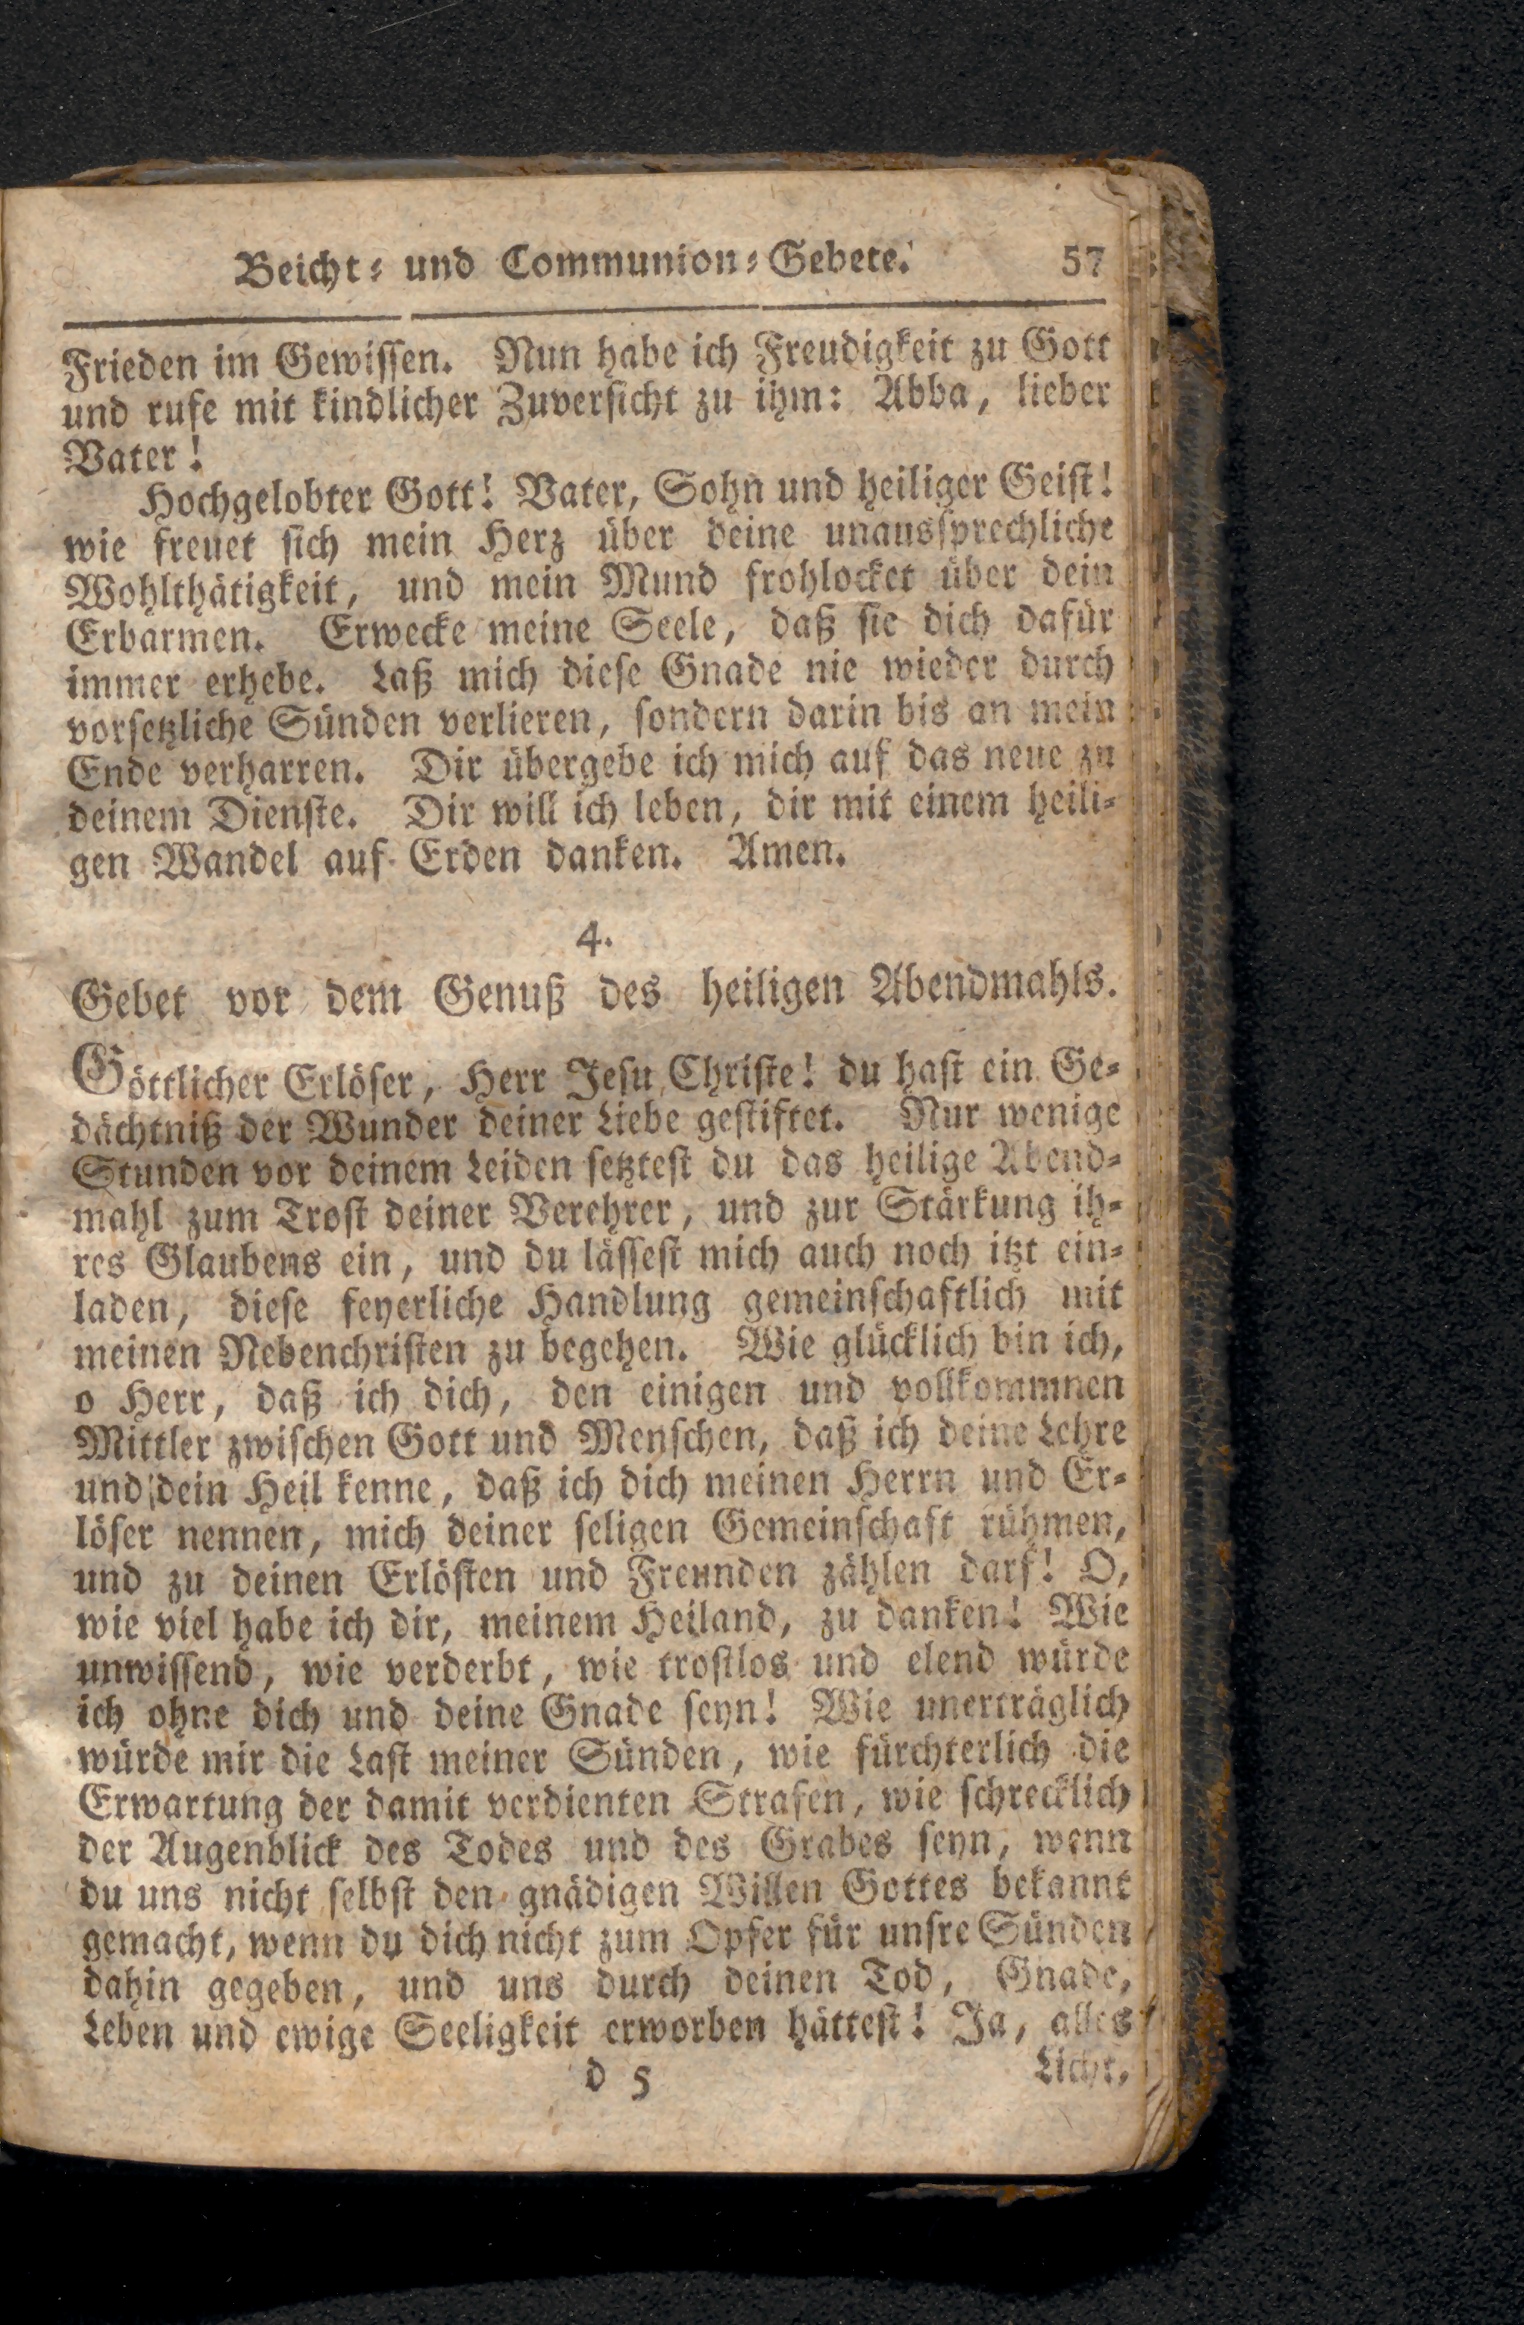 Beicht- und Communion-Gebete. 57
Frieden im Gewissen. Nun habe ich Freudigkeit zu Gott
und rufe mit kindlicher Zuversicht zu ihm: Abba, lieber
Vater!
Hochgelobter Gott! Vater, Sohn und heiliger Geist!
wie freuet sich mein Herz über deine unaussprechliche
Wohlthätigkeit, und mein Mund frohlocket über dein
Erbarmen. Erwecke meine Seele, daß sie dich dafür
immer erhebe. Laß mich diese Gnade nie wieder durch
vorsetzliche Sünden verlieren, sondern darin bis an mein
Ende verharren. Dir übergebe ich mich auf das neue zu
deinem Dienste. Dir will ich leben, dir mit einem heili-
gen Wandel auf Erden danken. Amen.
4.
Gebet vor dem Genuß des heiligen Abendmahls.
Göttlicher Erlöser, Herr Jesu Christe! du hast ein Ge-
dächtniß der Wunder deiner Liebe gestiftet. Nur wenige
Stunden vor deinem Leiden setztest du das heilige Abend-
mahl zum Trost deiner Verehrer, und zur Stärkung ih-
res Glaubens ein, und du lässest mich auch noch itzt ein-
laden, diese feyerliche Handlung gemeinschaftlich mit
meinen Nebenchristen zu begehen. Wie glücklich bin ich,
o Herr, daß ich dich, den einigen und vollkommnen
Mittler zwischen Gott und Menschen, daß ich deine Lehre
und dein Heil kenne, daß ich dich meinen Herrn und Er-
löser nennen, mich deiner seligen Gemeinschaft rühmen,
und zu deinen Erlösten und Freunden zählen darf! O,
wie viel habe ich dir, meinem Heiland, zu danken! Wie
unwissend, wie verderbt, wie trostlos und elend würde
ich ohne dich und deine Gnade seyn! Wie unerträglich
würde mir die Last meiner Sünden, wie fürchterlich die
Erwartung der damit verdienten Strafen, wie schrecklich
der Augenblick des Todes und des Grabes seyn, wenn
du uns nicht selbst den gnädigen Willen Gottes bekannt
gemacht, wenn du dich nicht zum Opfer für unsre Sünden
dahin gegeben, und uns durch deinen Tod, Gnade,
Leben und ewige Seeligkeit erworben hättest! Ja, alles
d 5 Licht,